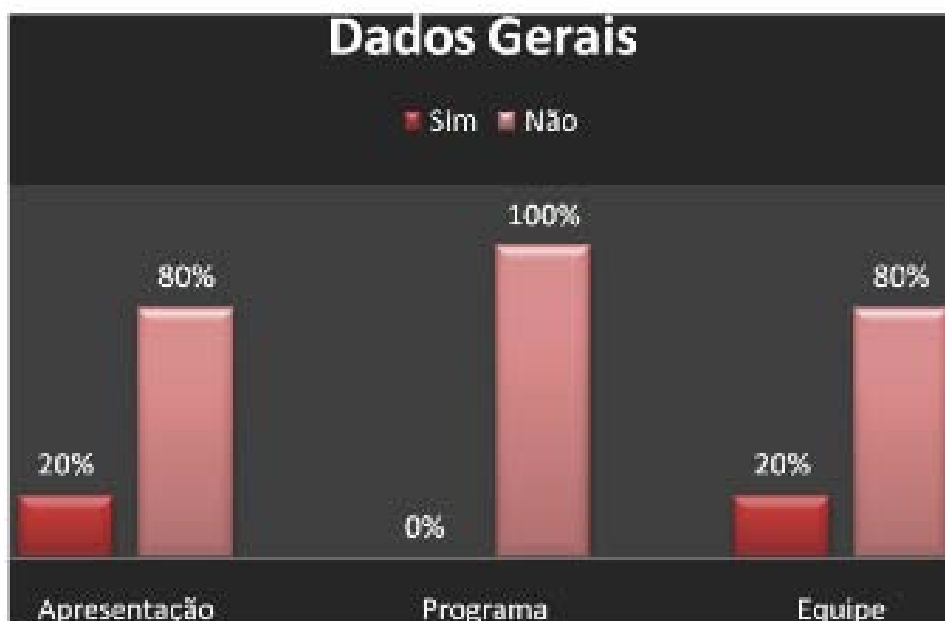 Dados Gerais
Sim Não
100%
80% 80%
20% 20%
0%
Apresentação Programa Equipe